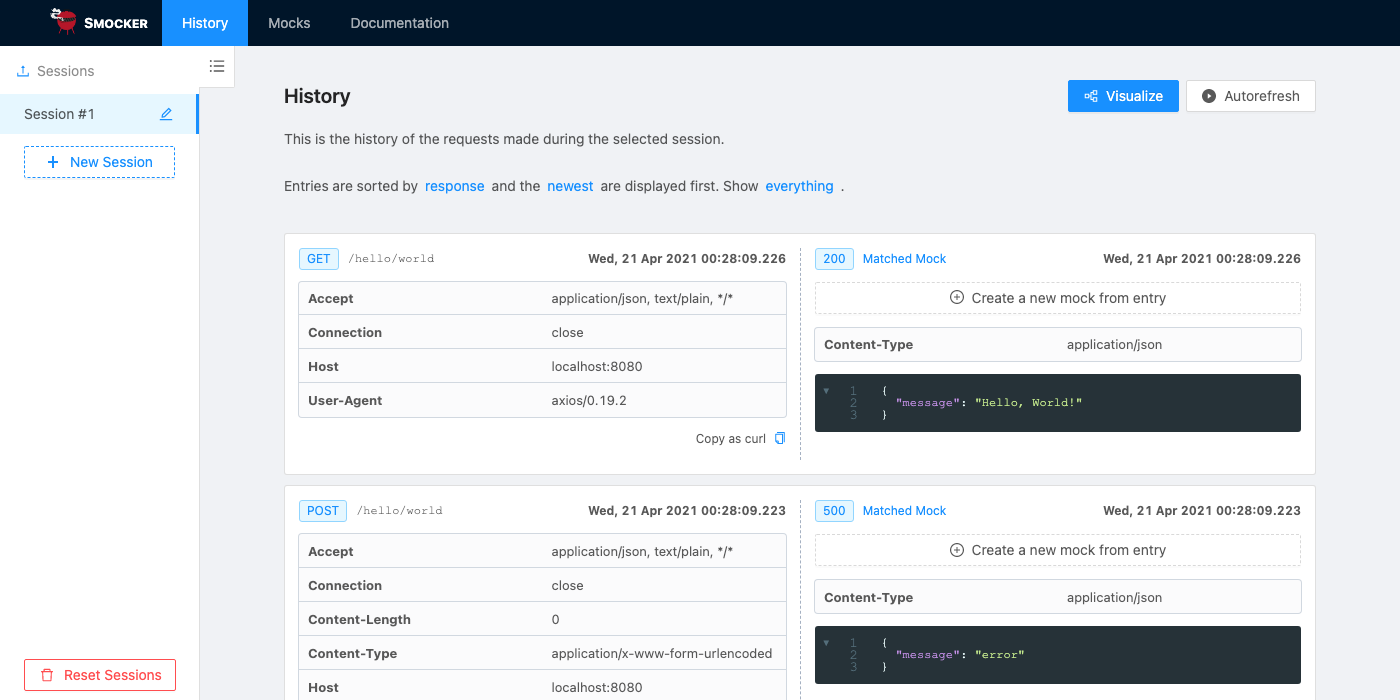 SMOCKER
History
Mocks
Documentation
Sessions
Session #1
New Session
Reset Sessions
History
Visualize
Autorefresh
This is the history of the requests made during the selected session.
Entries are sorted by response and the newest are displayed first. Show everything .
GET /hello/world Wed, 21 Apr 2021 00:28:09.226
Accept application/json, text/plain, */*
Connection close
Host localhost:8080
User-Agent axios/0.19.2
Copy as curl
200 Matched Mock Wed, 21 Apr 2021 00:28:09.226
Create a new mock from entry
Content-Type application/json
1 {
2 "message": "Hello, World!"
3 }
POST /hello/world Wed, 21 Apr 2021 00:28:09.223
Accept application/json, text/plain, */*
Connection close
Content-Length 0
Content-Type application/x-www-form-urlencoded
Host localhost:8080
500 Matched Mock Wed, 21 Apr 2021 00:28:09.223
Create a new mock from entry
Content-Type application/json
1 {
2 "message": "error"
3 }